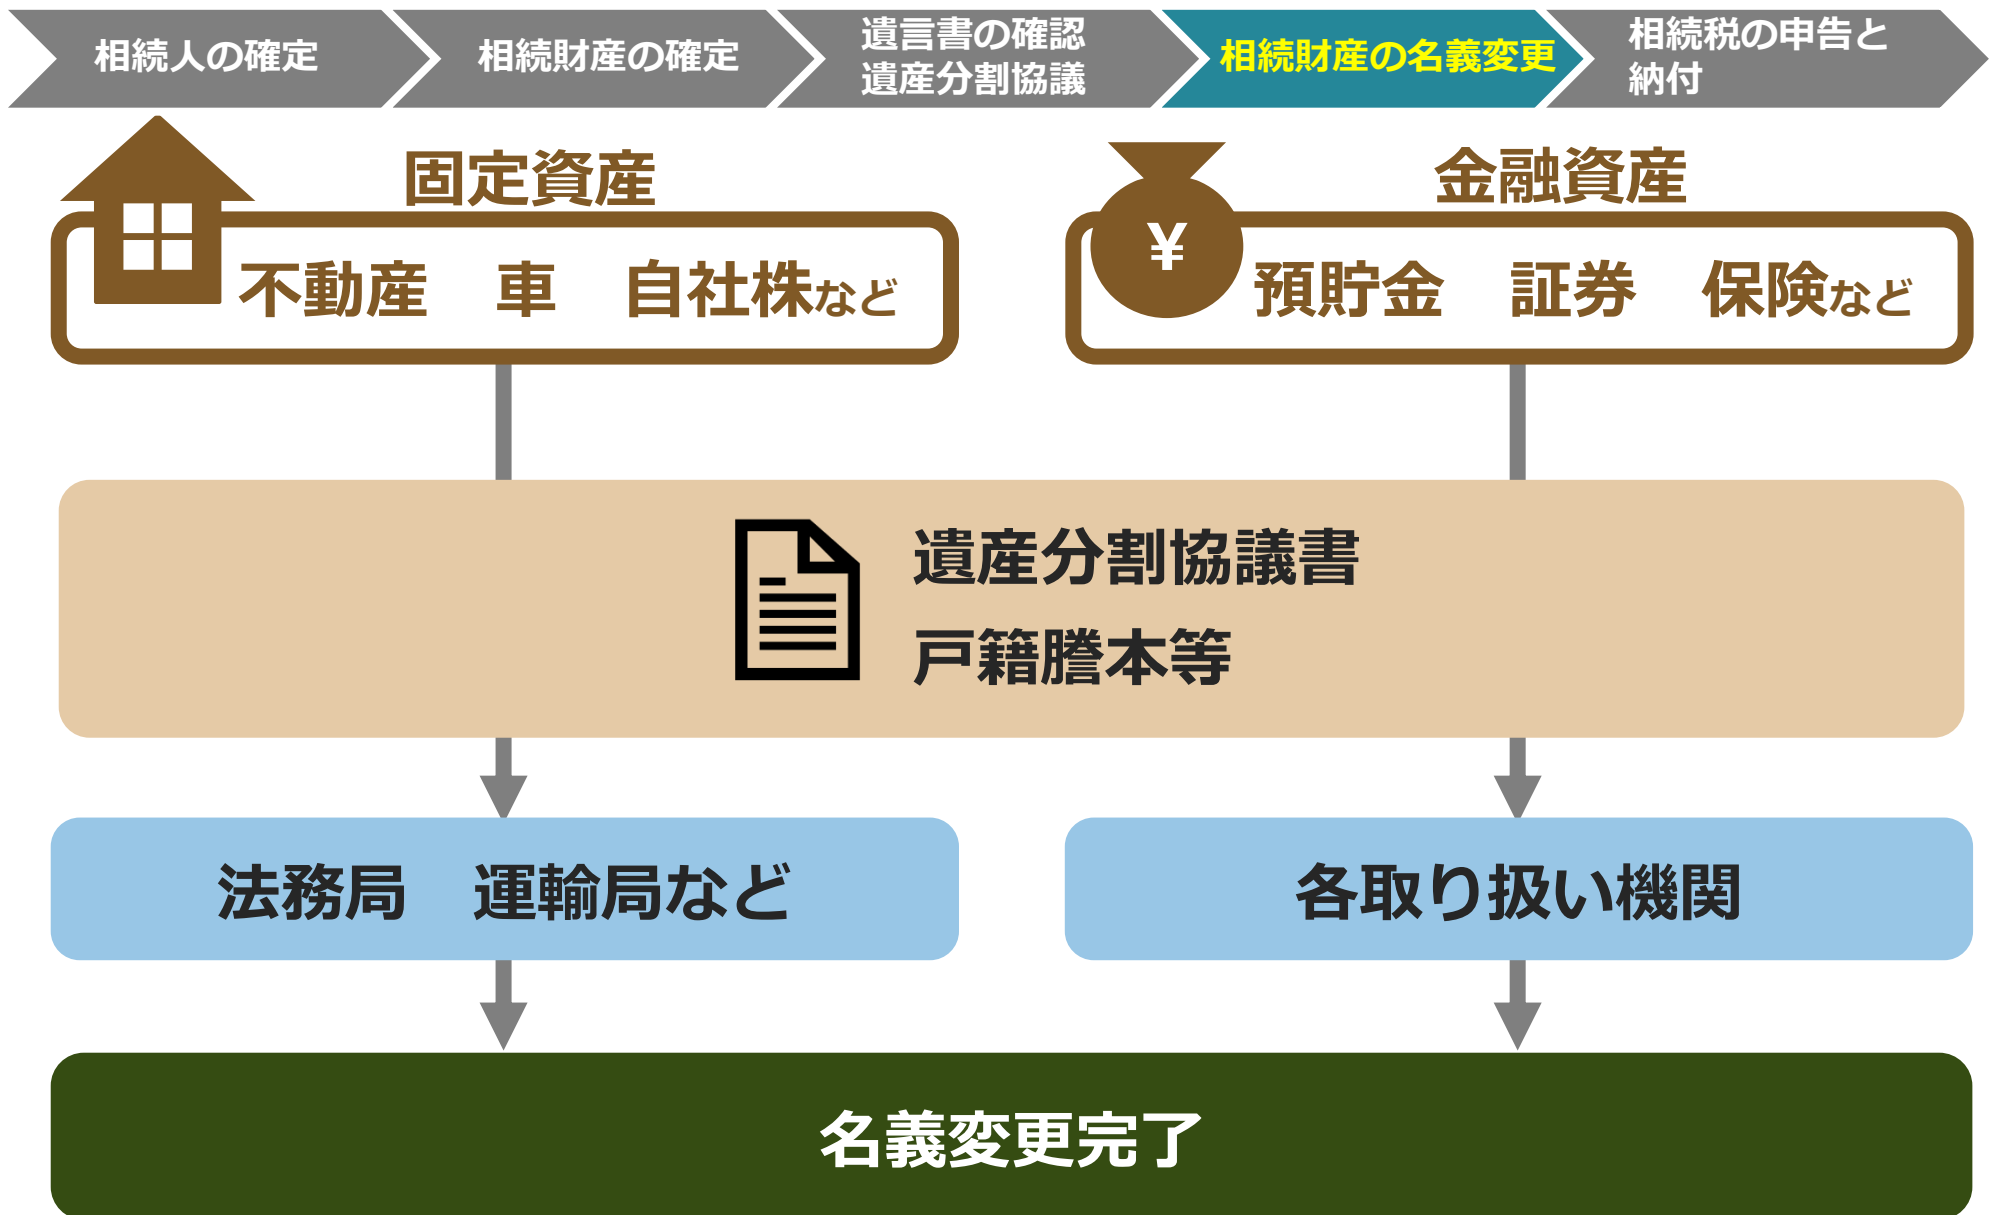 相続人の確定
相続財産の確定
遺言書の確認
遺産分割協議
相続財産の名義変更
相続税の申告と
納付
固定資産
不動産　車　自社株など
金融資産
¥
預貯金　証券　保険など
遺産分割協議書
戸籍謄本等
法務局　運輸局など
各取り扱い機関
名義変更完了